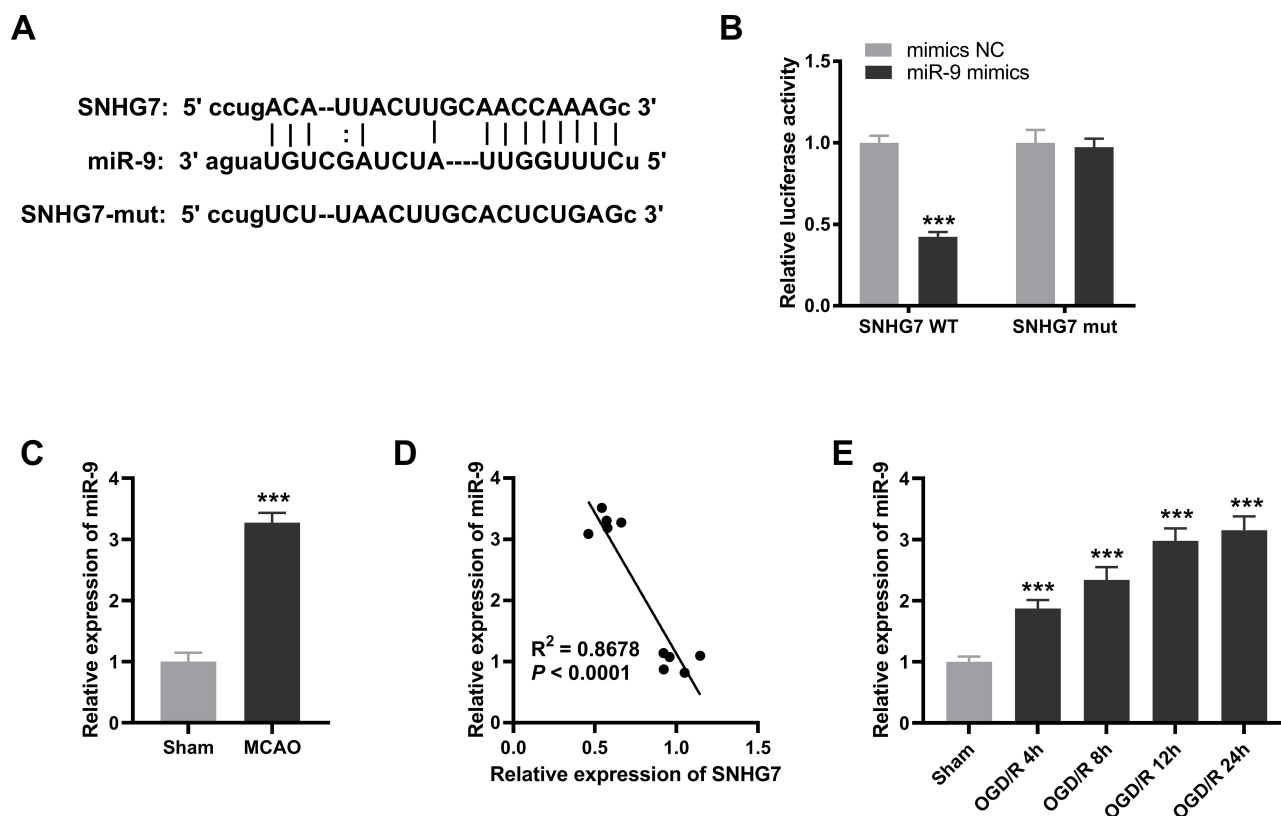 A
SNHG7: 5' ccugACA--UUACUUGCAACCAAAGc 3'
miR-9: 3' aguaUGUCGAUCUA----UUGGUUUCu 5'
SNHG7-mut: 5' ccugUCU--UAACUUGCACUCUGAGc 3'
B
mimics NC
miR-9 mimics
Relative luciferase activity
1.5
1.0
0.5
0.0
***
SNHG7 WT
SNHG7 mut
C
Relative expression of miR-9
4
3
2
1
0
***
Sham
MCAO
D
Relative expression of miR-9
4
3
2
1
0
R² = 0.8678
P < 0.0001
0.0
0.5
1.0
1.5
Relative expression of SNHG7
E
Relative expression of miR-9
4
3
2
1
0
***
***
***
***
Sham
OGD/R 4h
OGD/R 8h
OGD/R 12h
OGD/R 24h